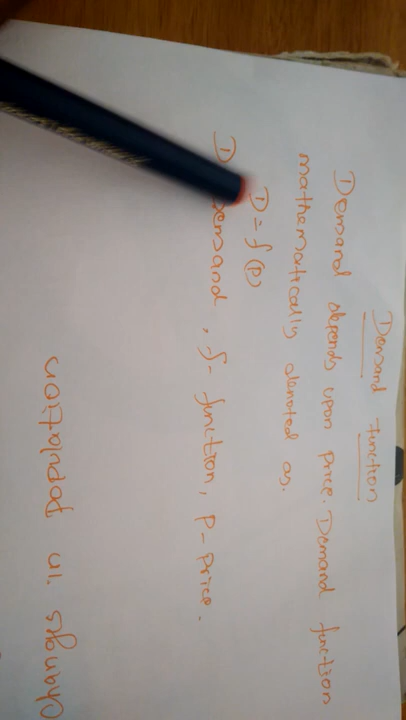 Demand function
Demand depends upon price. Demand function
mathematically denoted as.
D = f (P)
D demand, f - function, P - Price.
changes in population